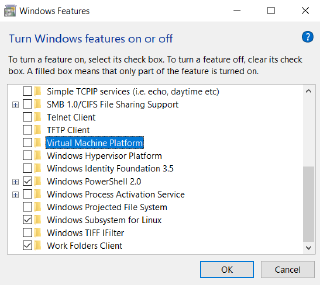 Windows Features
Turn Windows features on or off
To turn a feature on, select its check box. To turn a feature off, clear its check
box. A filled box means that only part of the feature is turned on.
Simple TCPIP services (i.e. echo, daytime etc)
SMB 1.0/CIFS File Sharing Support
Telnet Client
TFTP Client
Virtual Machine Platform
Windows Hypervisor Platform
Windows Identity Foundation 3.5
Windows PowerShell 2.0
Windows Process Activation Service
Windows Projected File System
Windows Subsystem for Linux
Windows TIFF IFilter
Work Folders Client
OK
Cancel